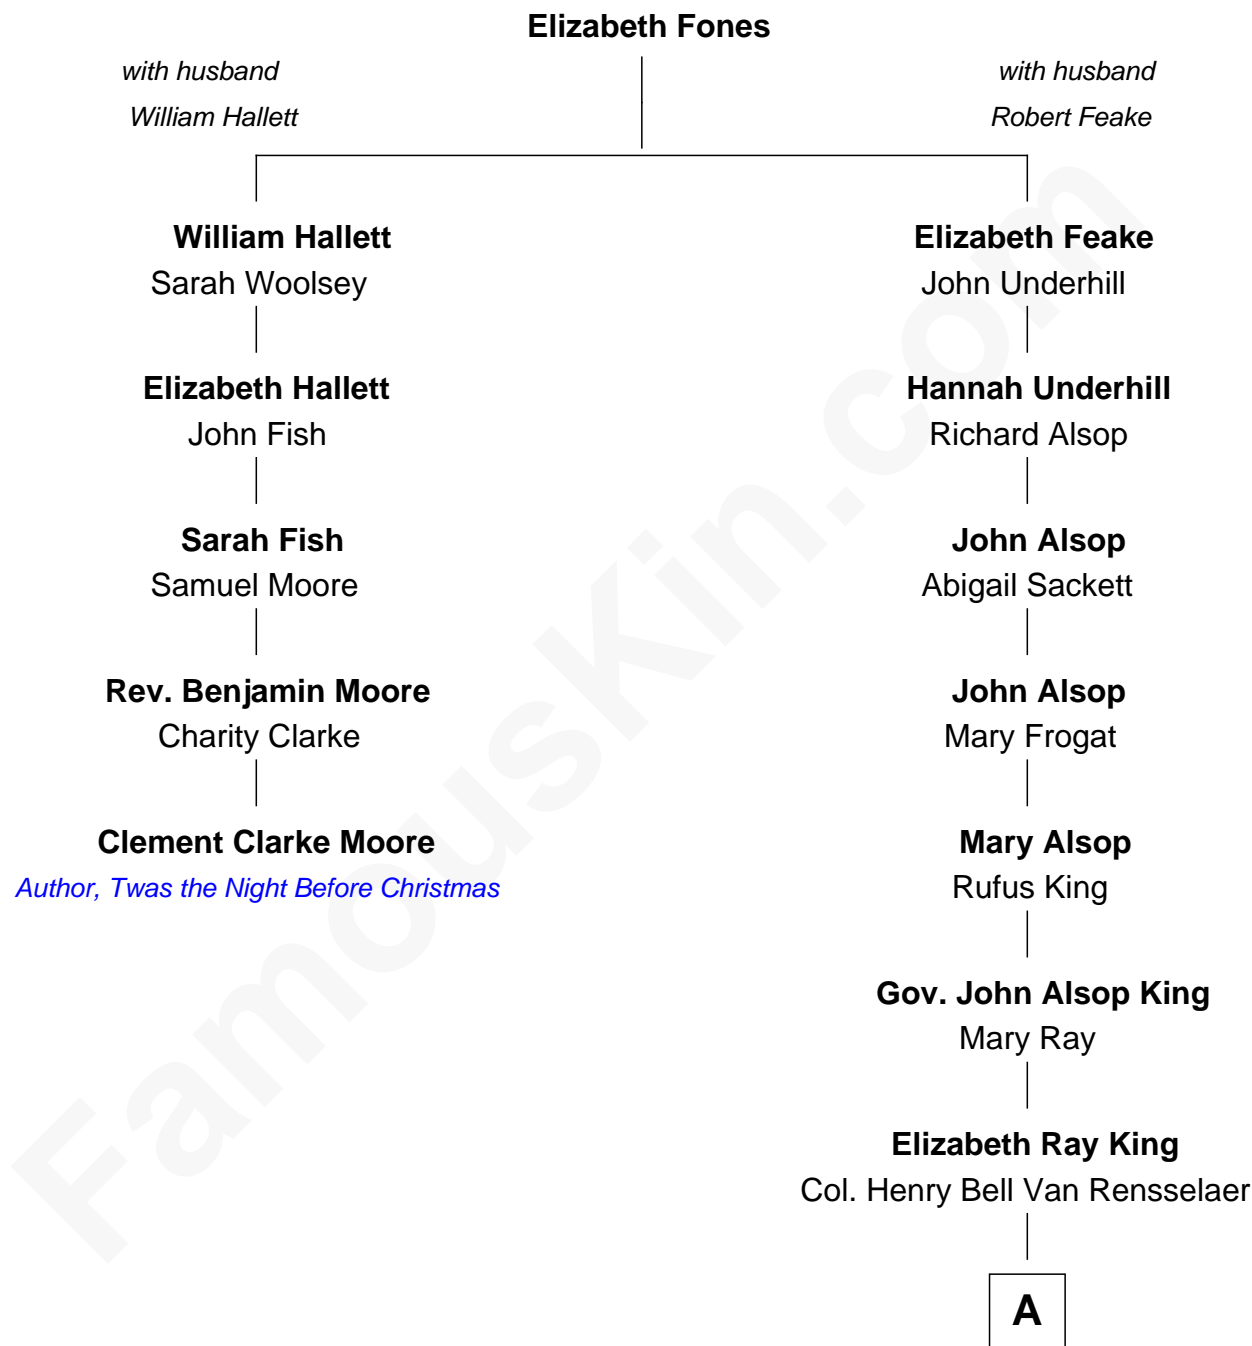 Elizabeth Fones
with husband
William Hallett
with husband
Robert Feake
William Hallett
Sarah Woolsey
Elizabeth Hallett
John Fish
Sarah Fish
Samuel Moore
Rev. Benjamin Moore
Charity Clarke
Clement Clarke Moore
Author, Twas the Night Before Christmas
Elizabeth Feake
John Underhill
Hannah Underhill
Richard Alsop
John Alsop
Abigail Sackett
John Alsop
Mary Frogat
Mary Alsop
Rufus King
Gov. John Alsop King
Mary Ray
Elizabeth Ray King
Col. Henry Bell Van Rensselaer
A
FamousKin.com